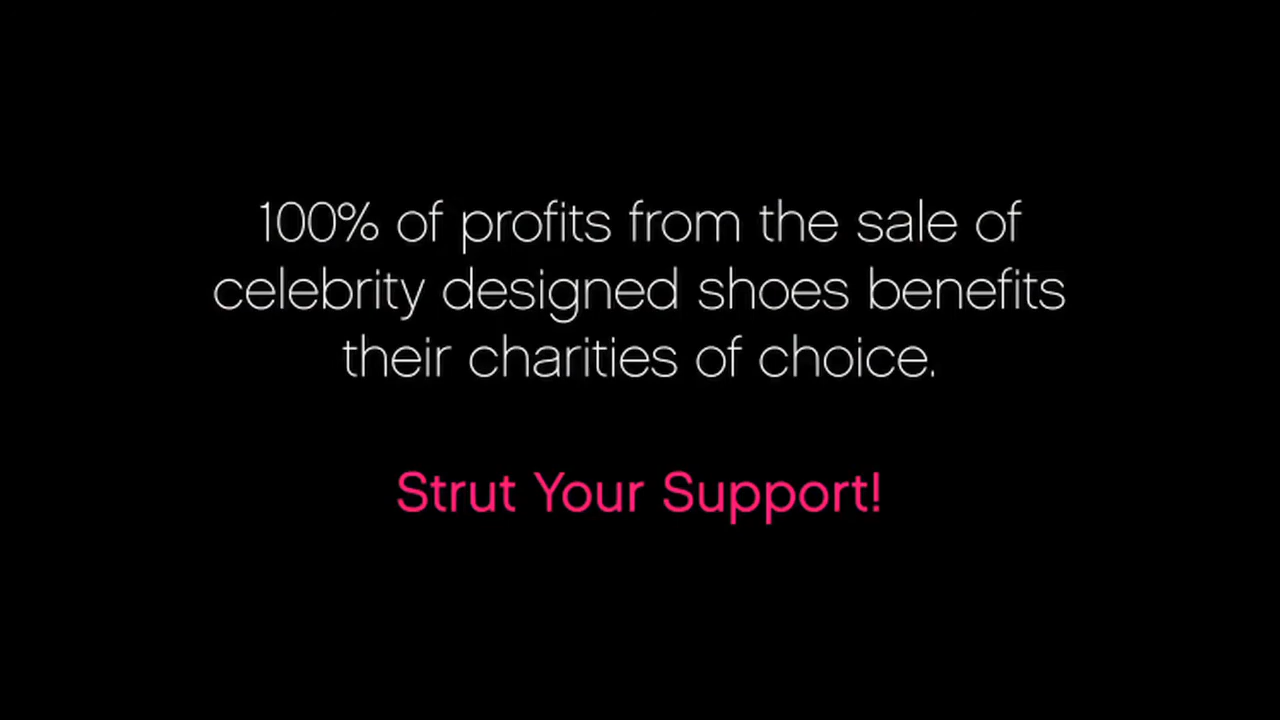 100% of profits from the sale of
celebrity designed shoes benefits
their charities of choice.
Strut Your Support!